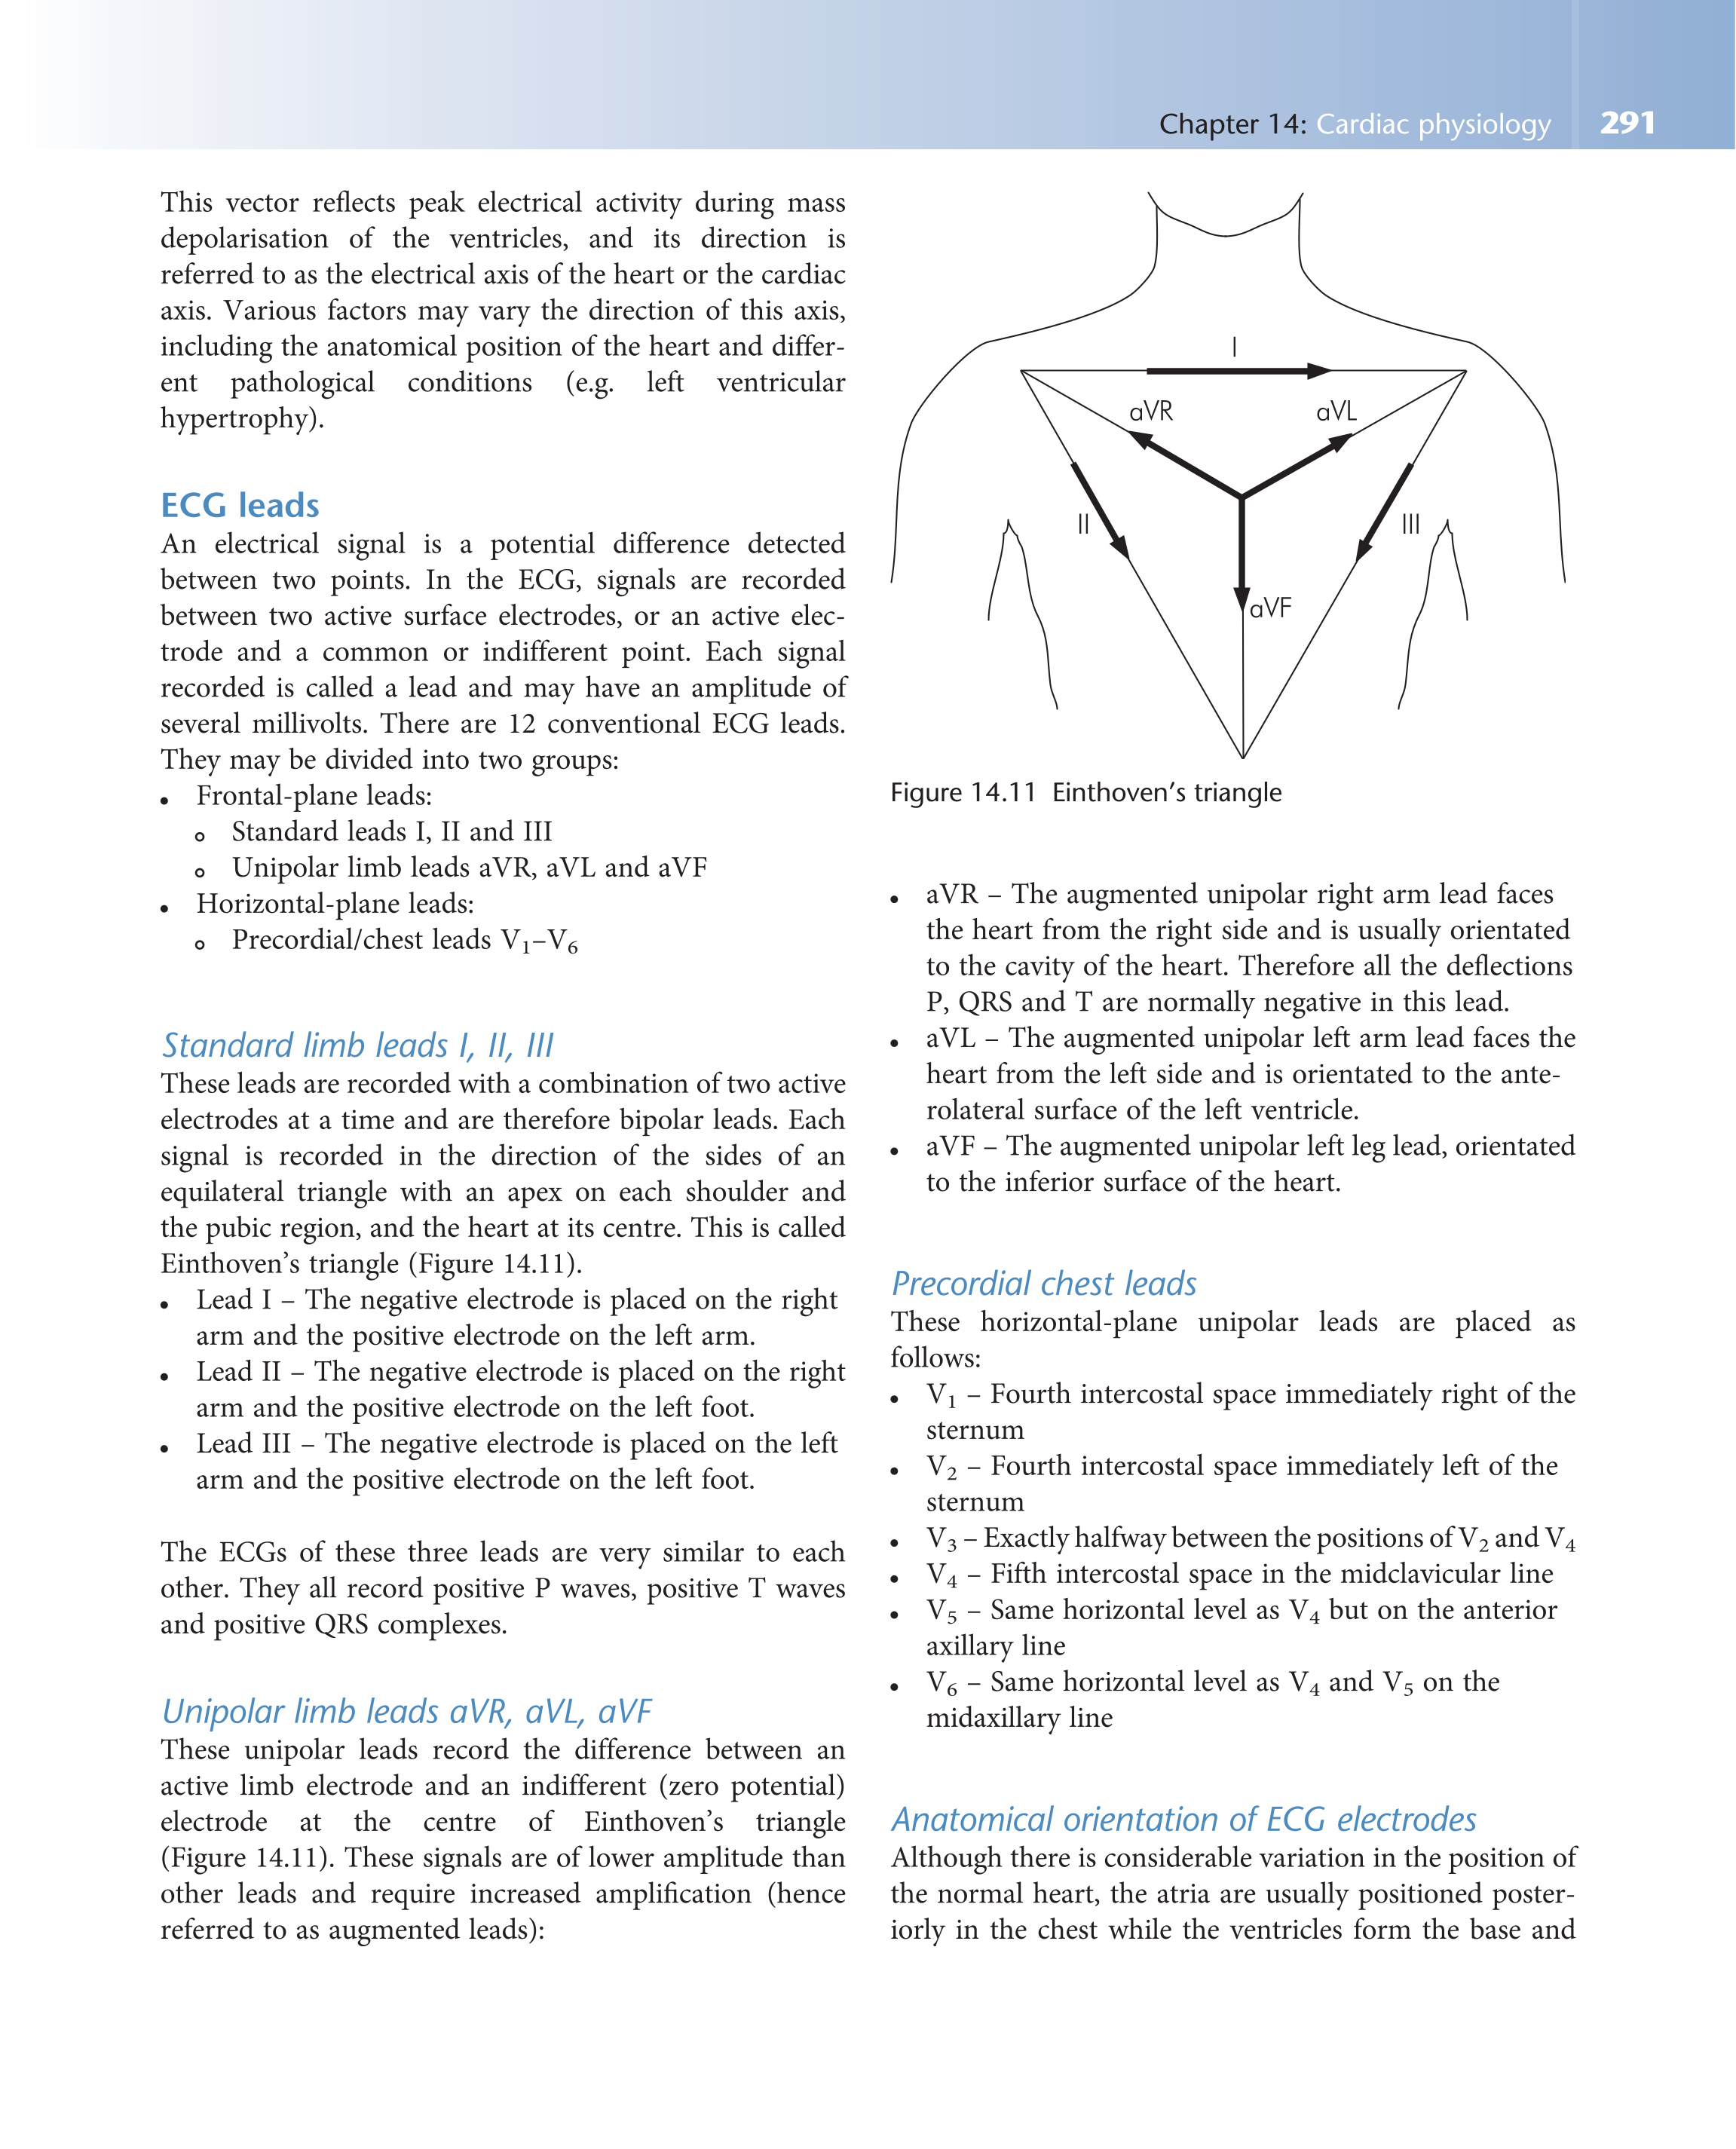 Chapter 14: Cardiac physiology 291
This vector reflects peak electrical activity during mass
depolarisation of the ventricles, and its direction is
referred to as the electrical axis of the heart or the cardiac
axis. Various factors may vary the direction of this axis,
including the anatomical position of the heart and differ-
ent pathological conditions (e.g. left ventricular
hypertrophy).
ECG leads
An electrical signal is a potential difference detected
between two points. In the ECG, signals are recorded
between two active surface electrodes, or an active elec-
trode and a common or indifferent point. Each signal
recorded is called a lead and may have an amplitude of
several millivolts. There are 12 conventional ECG leads.
They may be divided into two groups:
• Frontal-plane leads:
○ Standard leads I, II and III
○ Unipolar limb leads aVR, aVL and aVF
• Horizontal-plane leads:
○ Precordial/chest leads V₁–V₆
Standard limb leads I, II, III
These leads are recorded with a combination of two active
electrodes at a time and are therefore bipolar leads. Each
signal is recorded in the direction of the sides of an
equilateral triangle with an apex on each shoulder and
the pubic region, and the heart at its centre. This is called
Einthoven's triangle (Figure 14.11).
• Lead I – The negative electrode is placed on the right
arm and the positive electrode on the left arm.
• Lead II – The negative electrode is placed on the right
arm and the positive electrode on the left foot.
• Lead III – The negative electrode is placed on the left
arm and the positive electrode on the left foot.
The ECGs of these three leads are very similar to each
other. They all record positive P waves, positive T waves
and positive QRS complexes.
Unipolar limb leads aVR, aVL, aVF
These unipolar leads record the difference between an
active limb electrode and an indifferent (zero potential)
electrode at the centre of Einthoven's triangle
(Figure 14.11). These signals are of lower amplitude than
other leads and require increased amplification (hence
referred to as augmented leads):
I
aVR
aVL
II
III
aVF
Figure 14.11 Einthoven's triangle
• aVR – The augmented unipolar right arm lead faces
the heart from the right side and is usually orientated
to the cavity of the heart. Therefore all the deflections
P, QRS and T are normally negative in this lead.
• aVL – The augmented unipolar left arm lead faces the
heart from the left side and is orientated to the ante-
rolateral surface of the left ventricle.
• aVF – The augmented unipolar left leg lead, orientated
to the inferior surface of the heart.
Precordial chest leads
These horizontal-plane unipolar leads are placed as
follows:
• V₁ – Fourth intercostal space immediately right of the
sternum
• V₂ – Fourth intercostal space immediately left of the
sternum
• V₃ – Exactly halfway between the positions of V₂ and V₄
• V₄ – Fifth intercostal space in the midclavicular line
• V₅ – Same horizontal level as V₄ but on the anterior
axillary line
• V₆ – Same horizontal level as V₄ and V₅ on the
midaxillary line
Anatomical orientation of ECG electrodes
Although there is considerable variation in the position of
the normal heart, the atria are usually positioned poster-
iorly in the chest while the ventricles form the base and